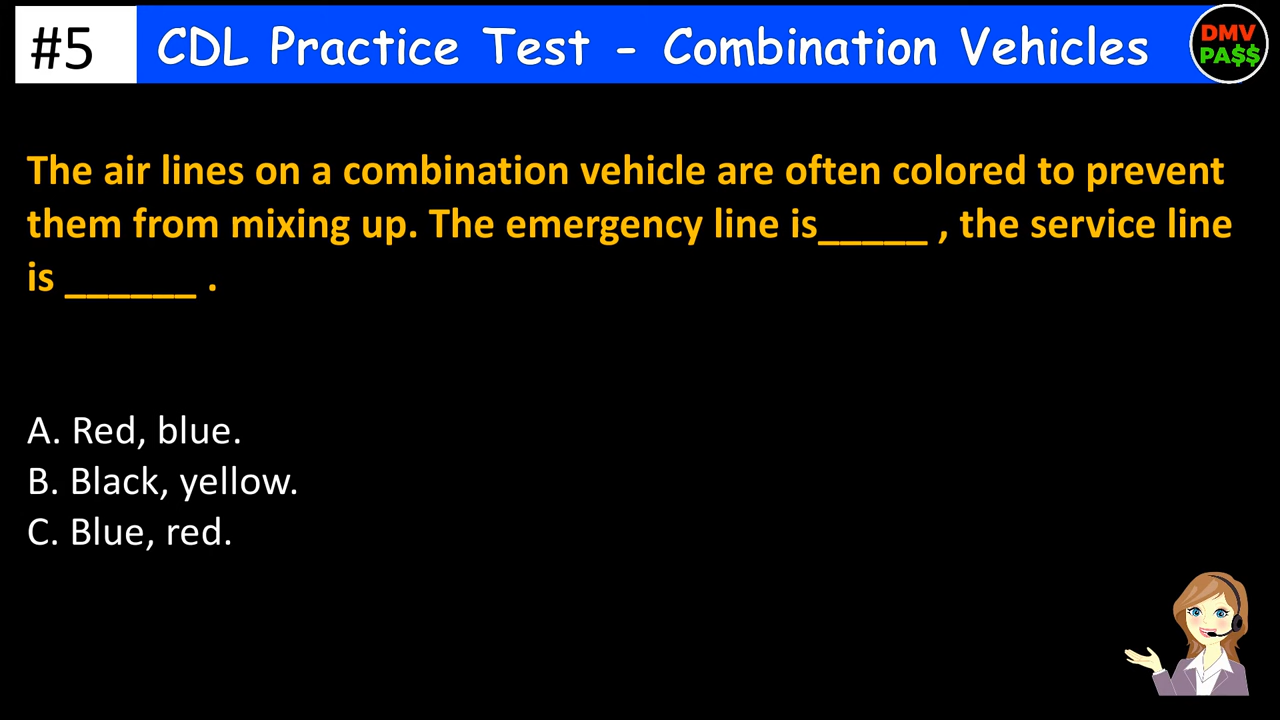 #5
CDL Practice Test - Combination Vehicles
DMV
PA$$
The air lines on a combination vehicle are often colored to prevent
them from mixing up. The emergency line is_____ , the service line
is ______ .
A. Red, blue.
B. Black, yellow.
C. Blue, red.